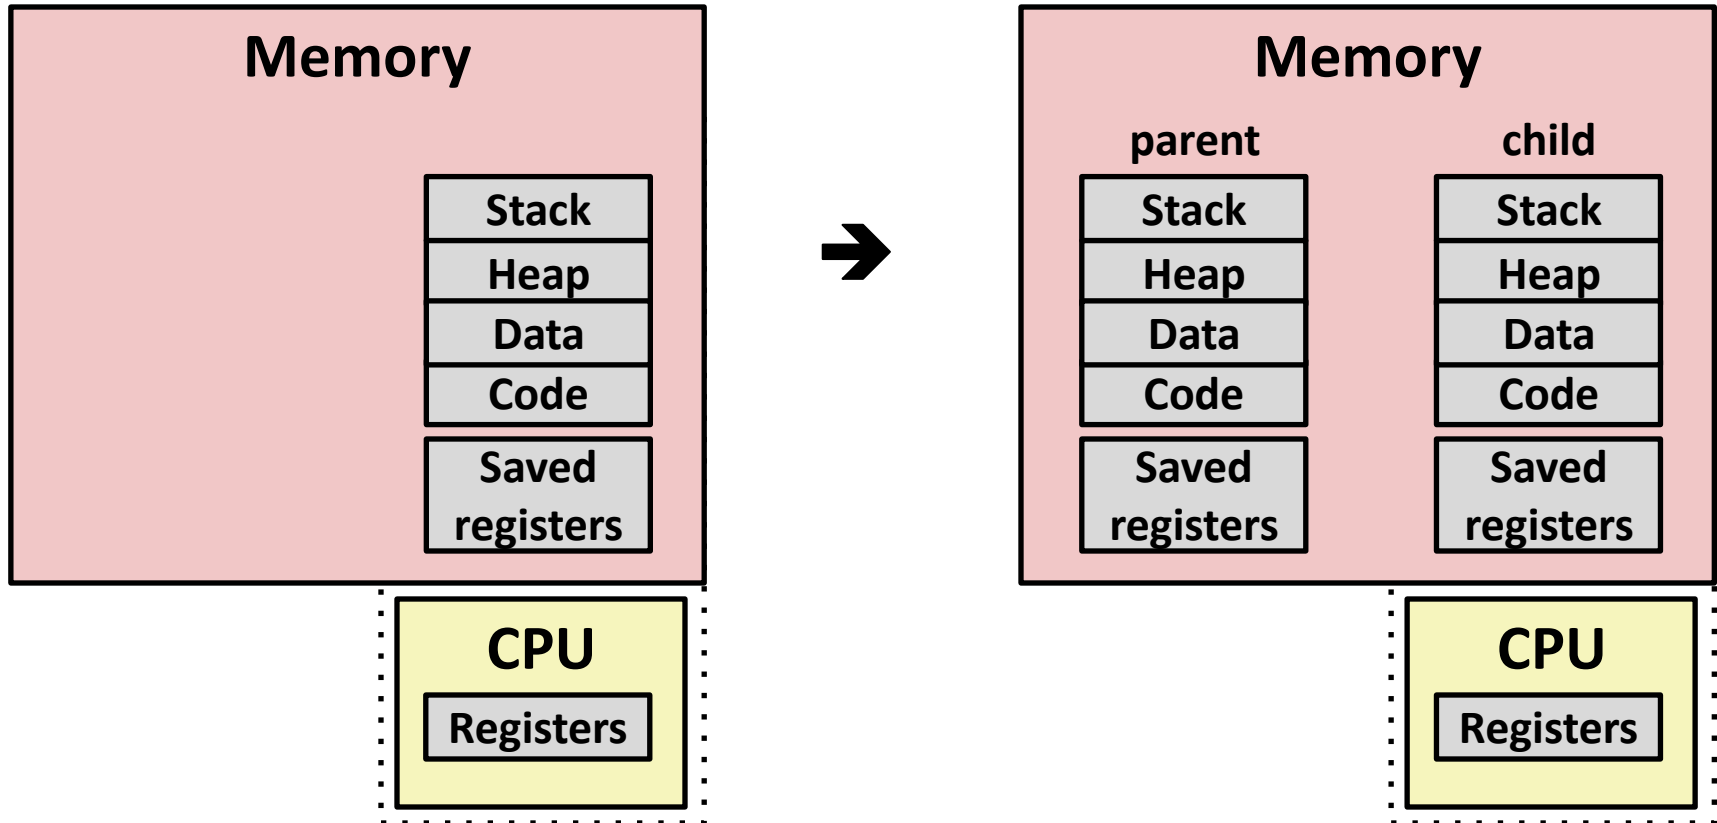 Memory
Stack
Heap
Data
Code
Saved
registers
CPU
Registers
➔
Memory
parent
child
Stack
Stack
Heap
Heap
Data
Data
Code
Code
Saved
registers
Saved
registers
CPU
Registers